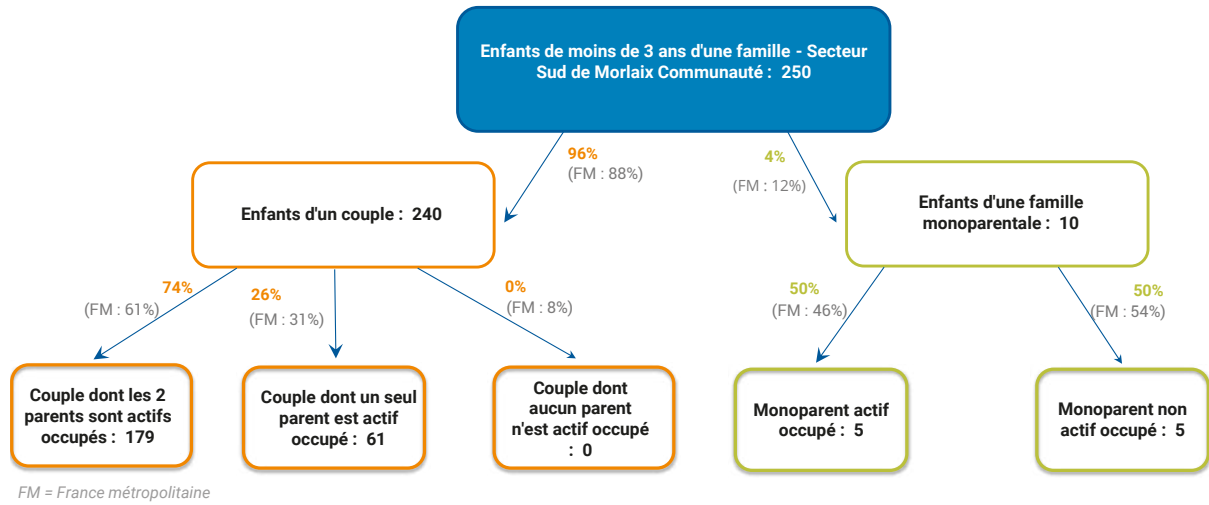 Enfants de moins de 3 ans d'une famille - Secteur
Sud de Morlaix Communauté : 250
96%
(FM : 88%)
4%
(FM : 12%)
Enfants d'un couple : 240
Enfants d'une famille
monoparentale : 10
74%
(FM : 61%)
26%
(FM : 31%)
0%
(FM : 8%)
50%
(FM : 46%)
50%
(FM : 54%)
Couple dont les 2
parents sont actifs
occupés : 179
Couple dont un seul
parent est actif
occupé : 61
Couple dont
aucun parent
n'est actif occupé
: 0
Monoparent actif
occupé : 5
Monoparent non
actif occupé : 5
FM = France métropolitaine